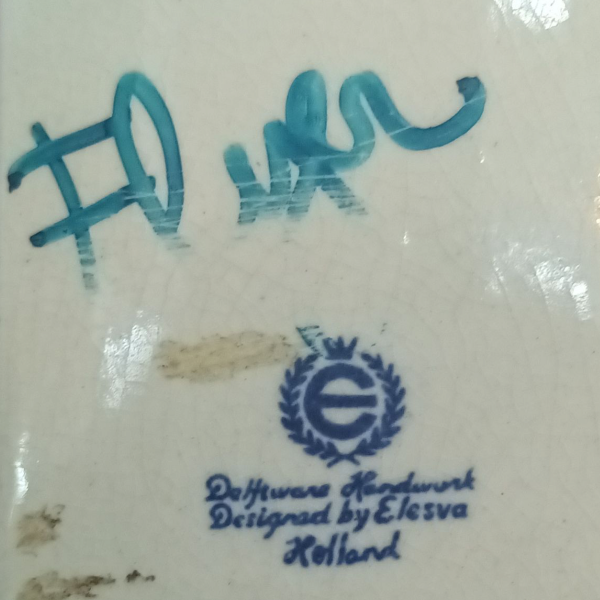 E
Delftware Handwork
Designed by Elesva
Holland